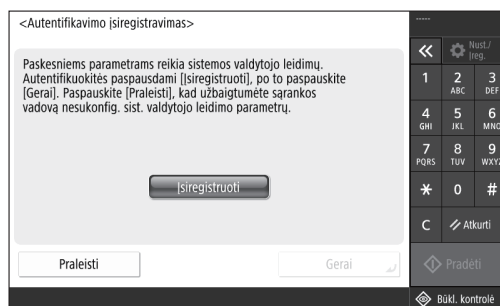 <Autentifikavimo įsiregistravimas>
Paskesniems parametrams reikia sistemos valdytojo leidimų.
Autentifikuokitės paspausdami [Įsiregistruoti], po to paspauskite
[Gerai]. Paspauskite [Praleisti], kad užbaigtumėte sąrankos
vadovą nesukonfig. sist. valdytojo leidimo parametrų.
Įsiregistruoti
Praleisti
Gerai
-----
Nust./
Įreg.
1 2 3
ABC DEF
4 5 6
GHI JKL MNO
7 8 9
PQRS TUV WXYZ
* 0 #
C Atkurti
Pradėti
Būkl. kontrolė